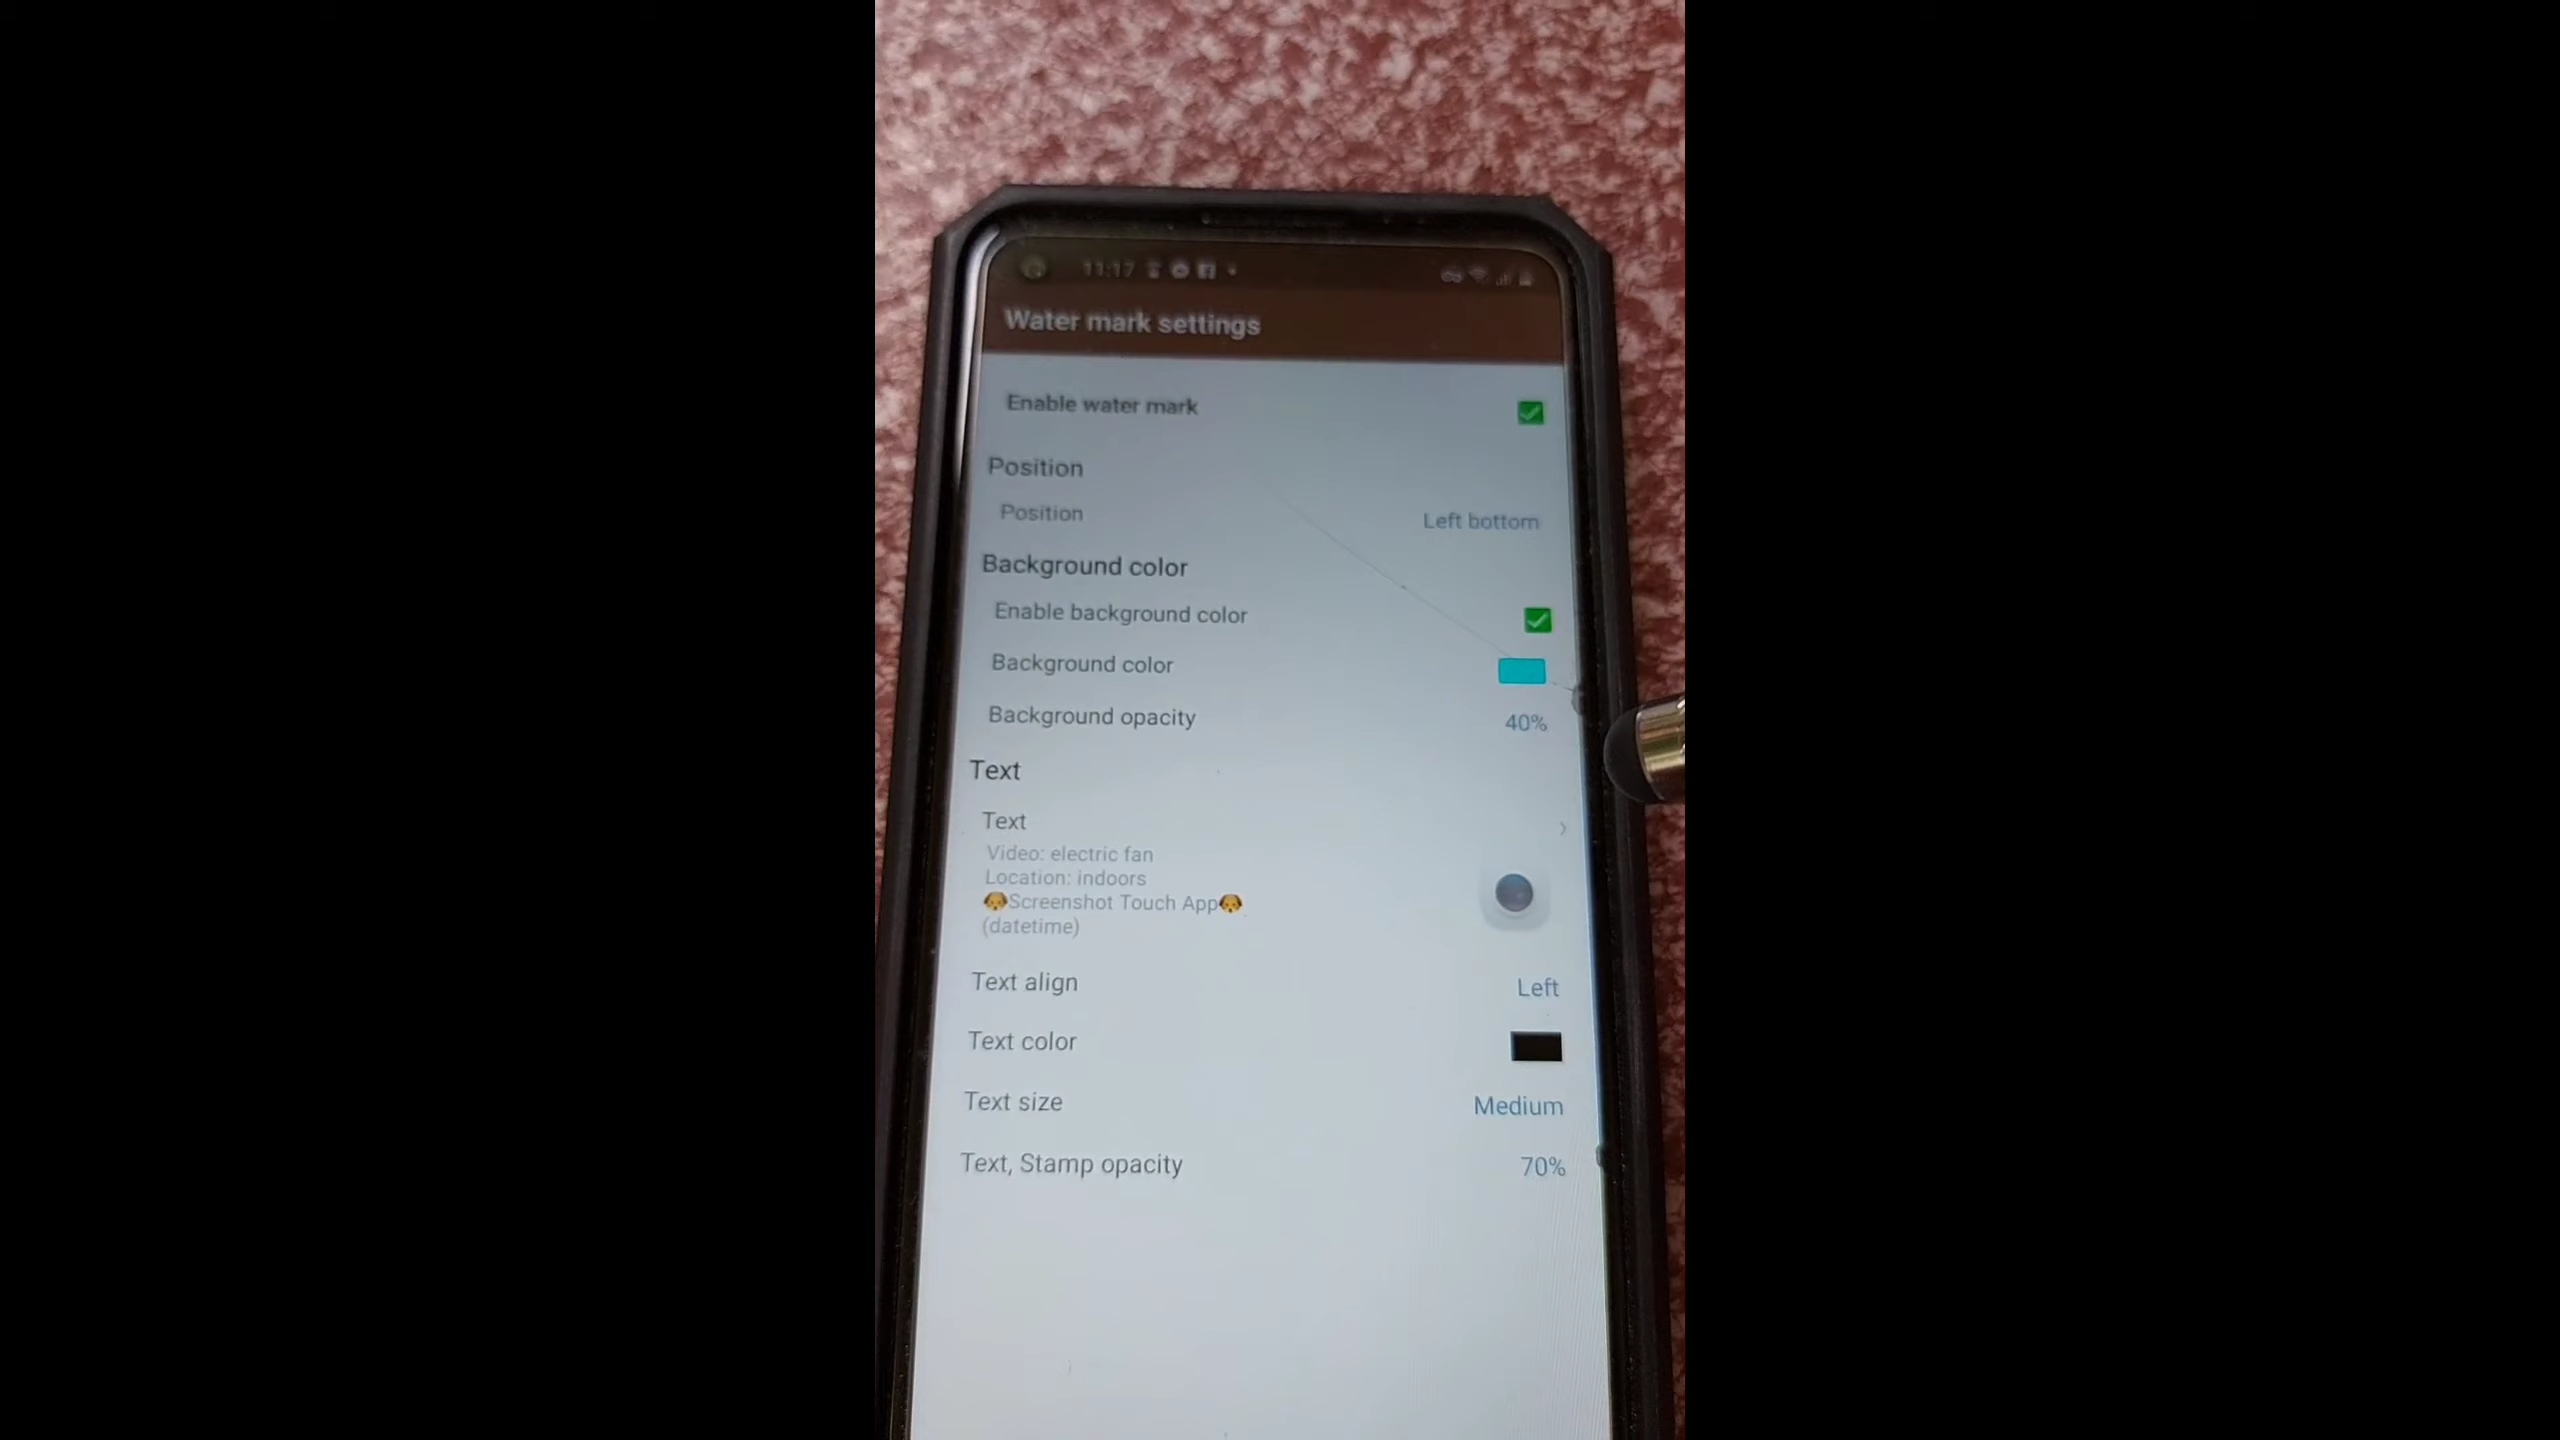 11:17
Water mark settings
Enable water mark
Position
Position Left bottom
Background color
Enable background color
Background color
Background opacity 40%
Text
Text
Video: electric fan
Location: indoors
🐶Screenshot Touch App🐶
(datetime)
Text align Left
Text color
Text size Medium
Text, Stamp opacity 70%